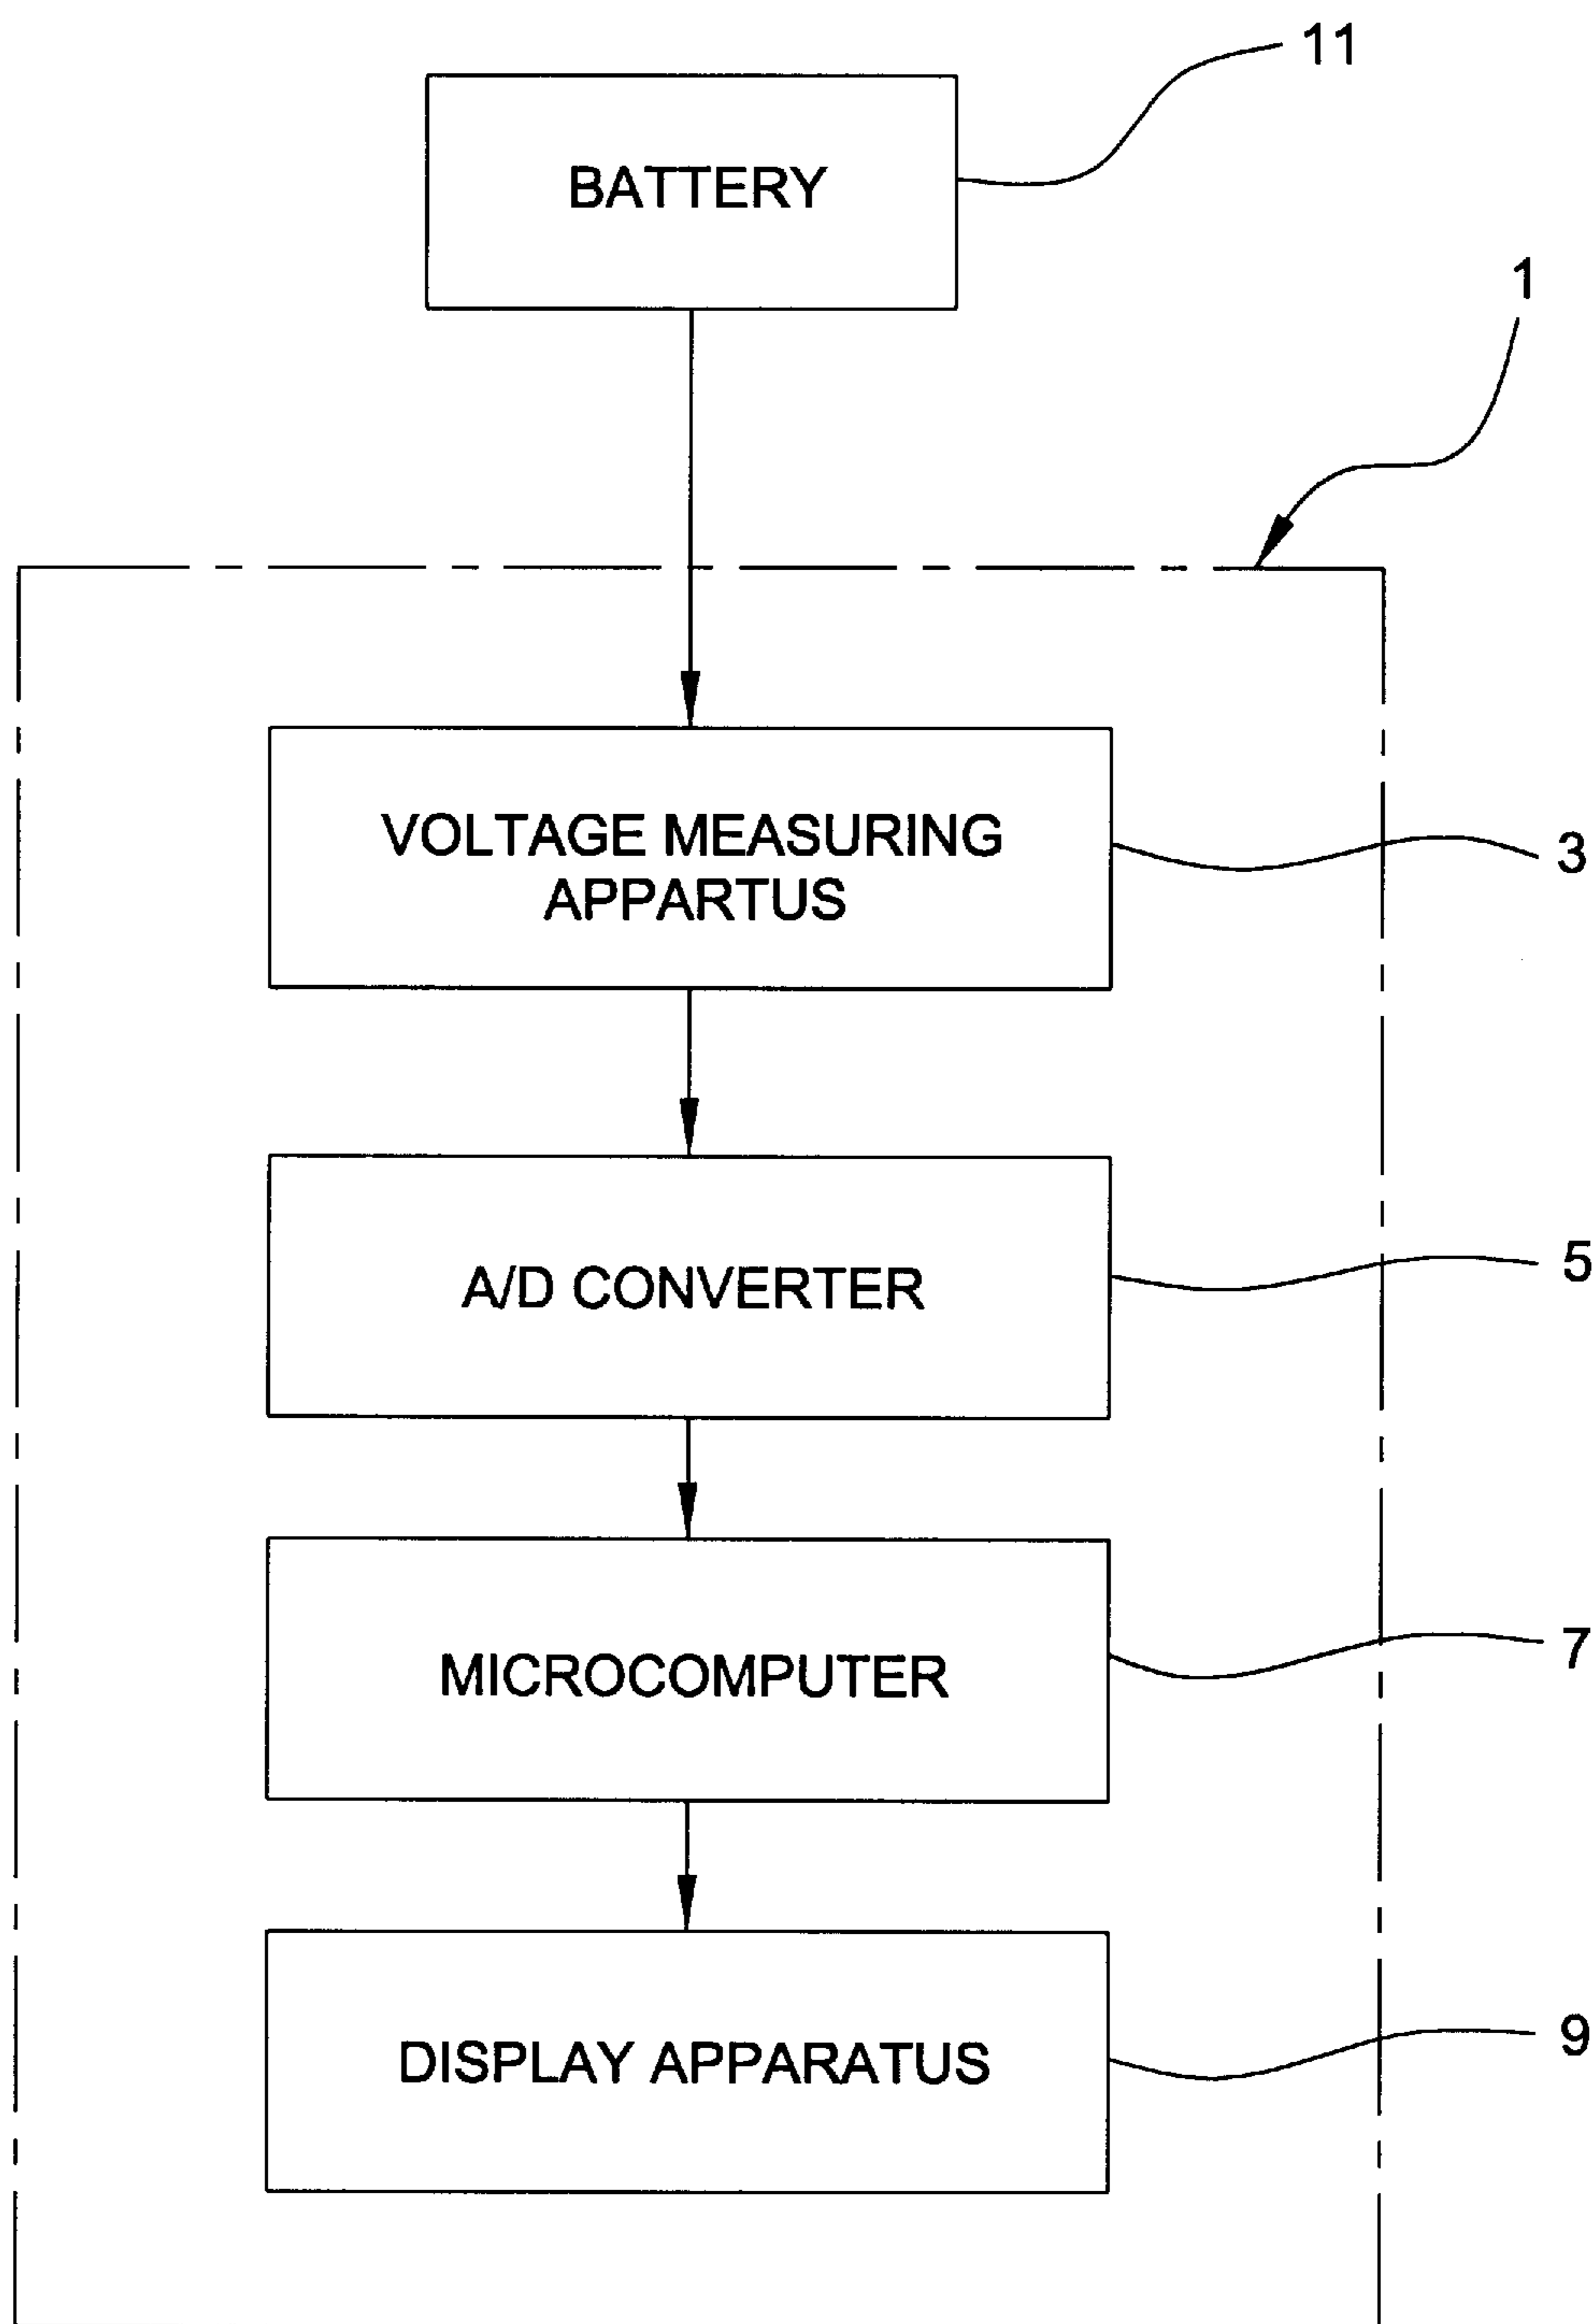 11
BATTERY
1
VOLTAGE MEASURING
APPARTUS
3
A/D CONVERTER
5
MICROCOMPUTER
7
DISPLAY APPARATUS
9